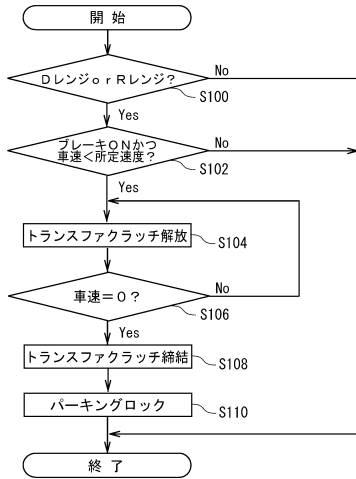 開 始
DレンジorRレンジ?
No
S100
Yes
ブレーキONかつ
車速<所定速度?
No
S102
Yes
トランスファクラッチ解放
S104
車速=0?
No
S106
Yes
トランスファクラッチ締結
S108
パーキングロック
S110
終 了